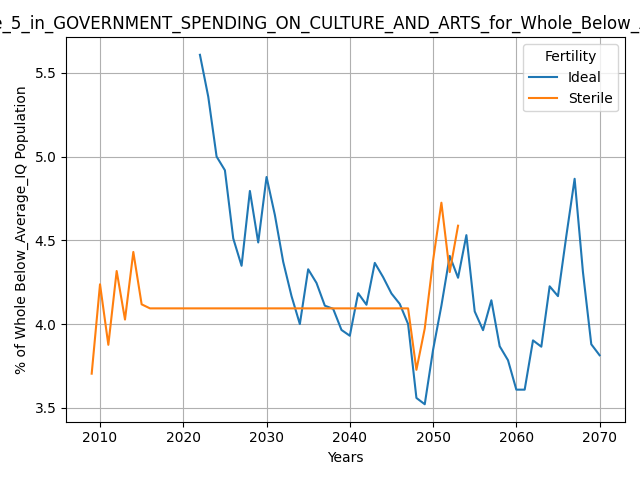 _5_in_GOVERNMENT_SPENDING_ON_CULTURE_AND_ARTS_for_Whole_Below_
Fertility
Ideal
Sterile
% of Whole Below_Average_IQ Population
5.5
5.0
4.5
4.0
3.5
2010 2020 2030 2040 2050 2060 2070
Years